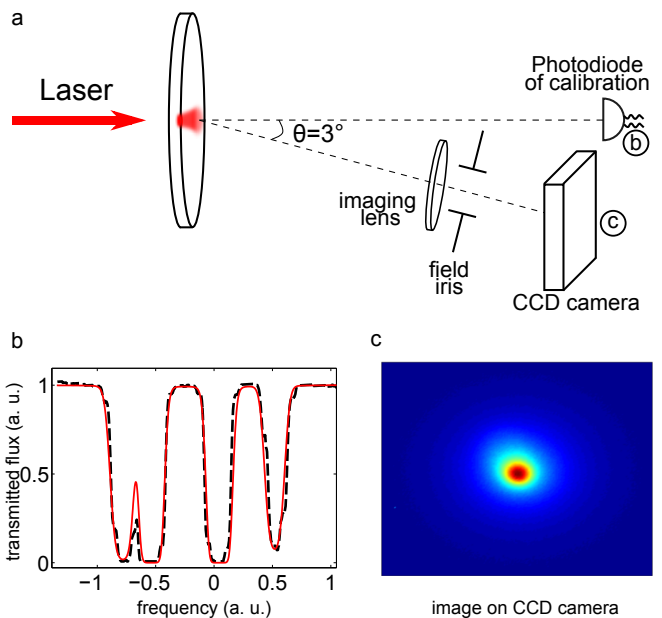 a
Laser
θ=3°
Photodiode
of calibration
b
imaging
lens
field
iris
c
CCD camera
b
transmitted flux (a. u.)
1
0.5
0
−1
−0.5
0
0.5
1
frequency (a. u.)
c
image on CCD camera